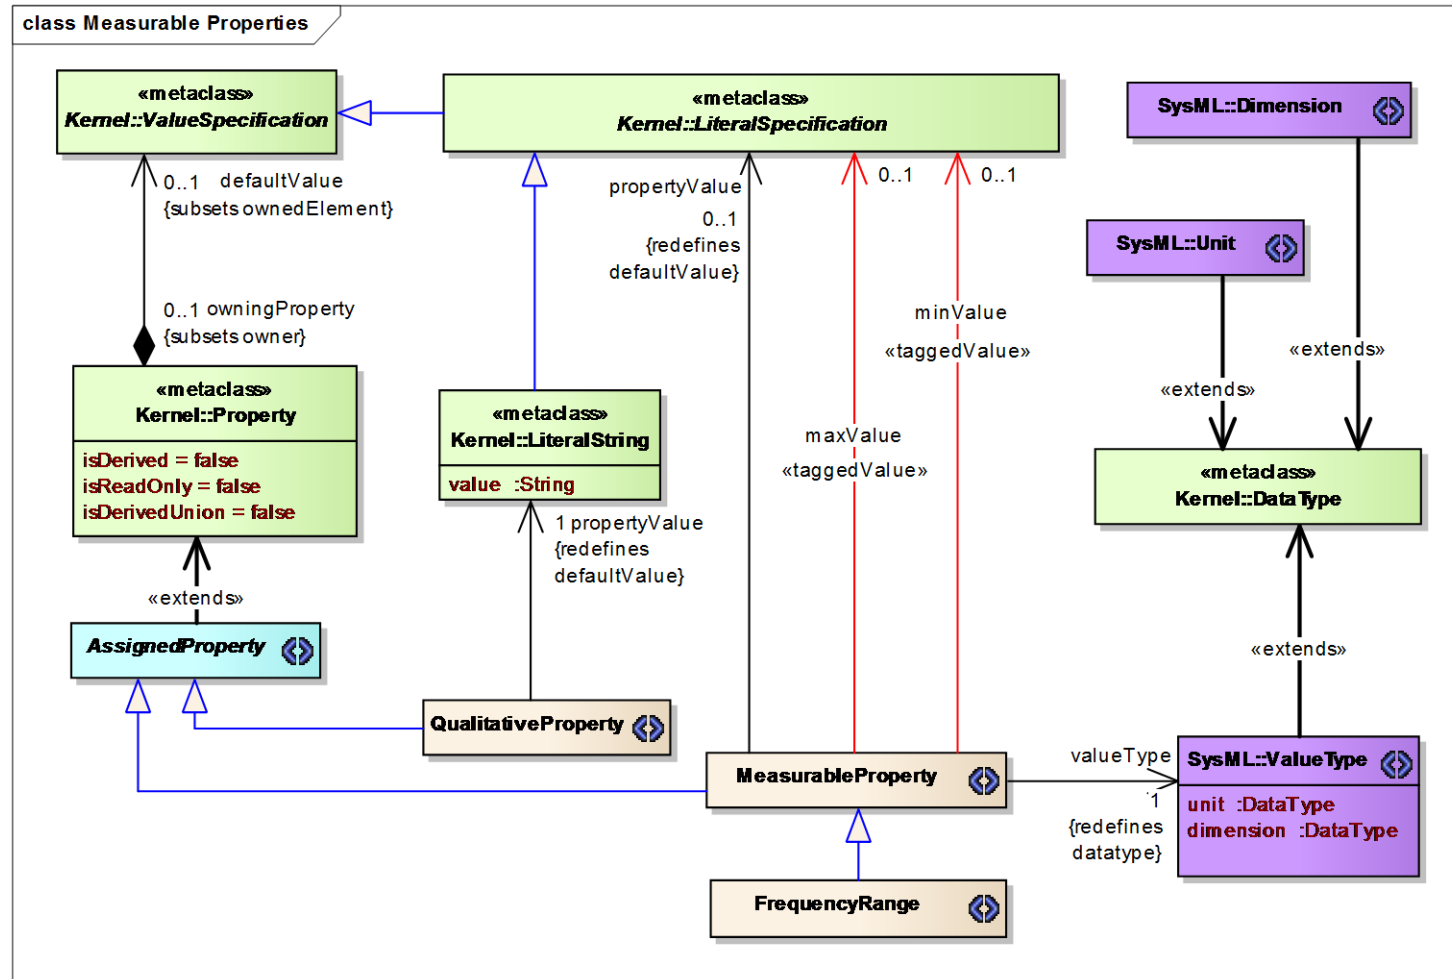 class Measurable Properties
«metaclass»
Kernel::ValueSpecification
«metaclass»
Kernel::LiteralSpecification
SysML::Dimension
0..1 defaultValue
{subsets ownedElement}
propertyValue
0..1
{redefines
defaultValue}
0..1
0..1
SysML::Unit
0..1 owningProperty
{subsets owner}
minValue
«taggedValue»
«extends»
«extends»
«metaclass»
Kernel::Property
isDerived = false
isReadOnly = false
isDerivedUnion = false
«metaclass»
Kernel::LiteralString
value :String
maxValue
«taggedValue»
«metaclass»
Kernel::DataType
1 propertyValue
{redefines
defaultValue}
«extends»
AssignedProperty
«extends»
QualitativeProperty
MeasurableProperty
valueType
1
{redefines
datatype}
SysML::ValueType
unit :DataType
dimension :DataType
FrequencyRange